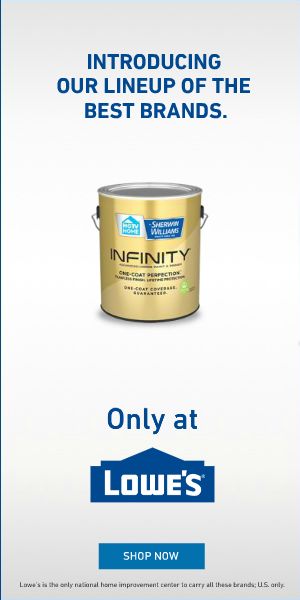 INTRODUCING
OUR LINEUP OF THE
BEST BRANDS.
HGTV
HOME
SHERWIN
WILLIAMS
INFINITY
ONE-COAT PERFECTION.
FLAWLESS FINISH. LIFETIME PROTECTION.
ONE-COAT COVERAGE,
GUARANTEED.
Only at
LOWE'S
SHOP NOW
Lowe's is the only national home improvement center to carry all these brands; U.S. only.